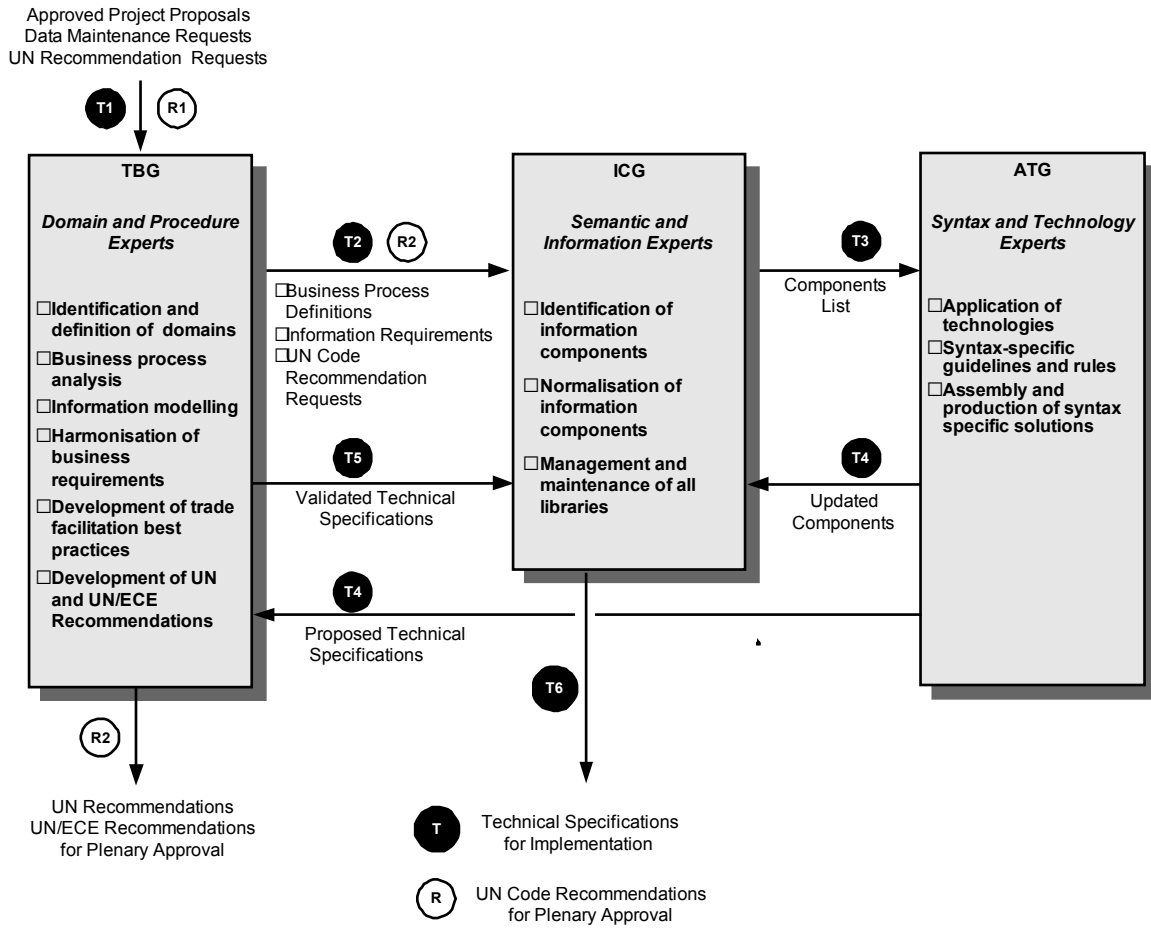 Approved Project Proposals
Data Maintenance Requests
UN Recommendation Requests
T1
R1
TBG
Domain and Procedure
Experts
□Identification and
definition of domains
□Business process
analysis
□Information modelling
□Harmonisation of
business
requirements
□Development of trade
facilitation best
practices
□Development of UN
and UN/ECE
Recommendations
T2
R2
□Business Process
Definitions
□Information Requirements
□UN Code
Recommendation
Requests
T5
Validated Technical
Specifications
T4
Proposed Technical
Specifications
ICG
Semantic and
Information Experts
□Identification of
information
components
□Normalisation of
information
components
□Management and
maintenance of all
libraries
T3
Components
List
T4
Updated
Components
ATG
Syntax and Technology
Experts
□Application of
technologies
□Syntax-specific
guidelines and rules
□Assembly and
production of syntax
specific solutions
T6
R2
UN Recommendations
UN/ECE Recommendations
for Plenary Approval
T
Technical Specifications
for Implementation
R
UN Code Recommendations
for Plenary Approval